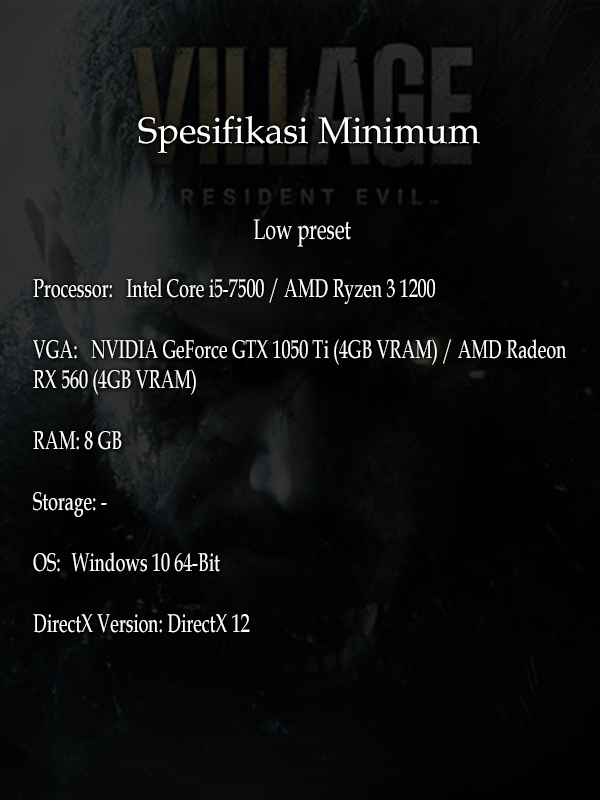 VILLAGE
Spesifikasi Minimum
RESIDENT EVIL™
Low preset
Processor: Intel Core i5-7500 / AMD Ryzen 3 1200
VGA: NVIDIA GeForce GTX 1050 Ti (4GB VRAM) / AMD Radeon
RX 560 (4GB VRAM)
RAM: 8 GB
Storage: -
OS: Windows 10 64-Bit
DirectX Version: DirectX 12